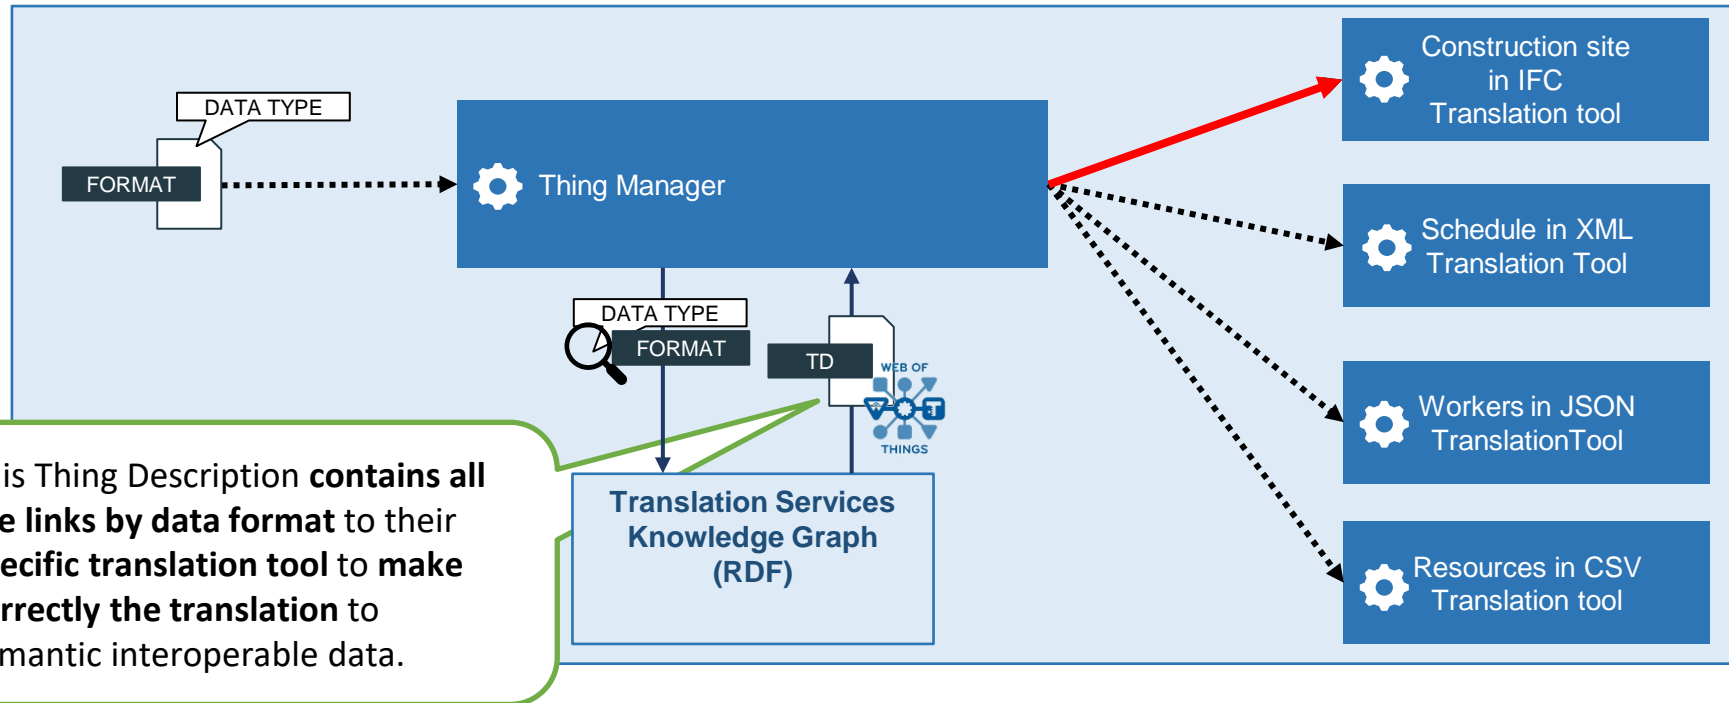 DATA TYPE
FORMAT
Thing Manager
DATA TYPE
FORMAT
TD
WEB OF
THINGS
is Thing Description contains all
e links by data format to their
ecific translation tool to make
rrectly the translation to
mantic interoperable data.
Translation Services
Knowledge Graph
(RDF)
Construction site
in IFC
Translation tool
Schedule in XML
Translation Tool
Workers in JSON
TranslationTool
Resources in CSV
Translation tool